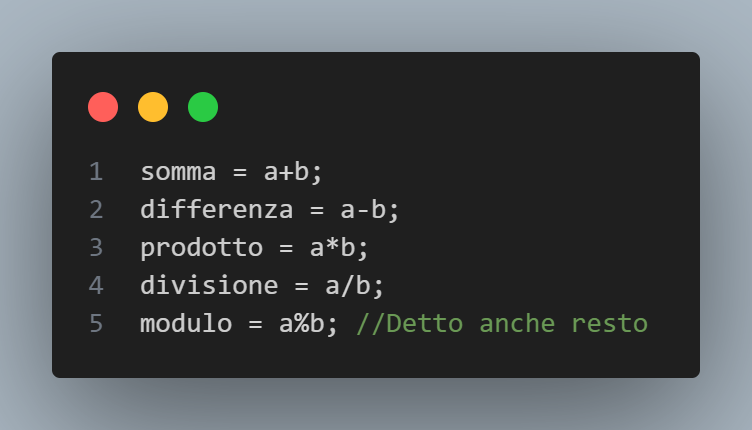 1 somma = a+b;
2 differenza = a-b;
3 prodotto = a*b;
4 divisione = a/b;
5 modulo = a%b; //Detto anche resto